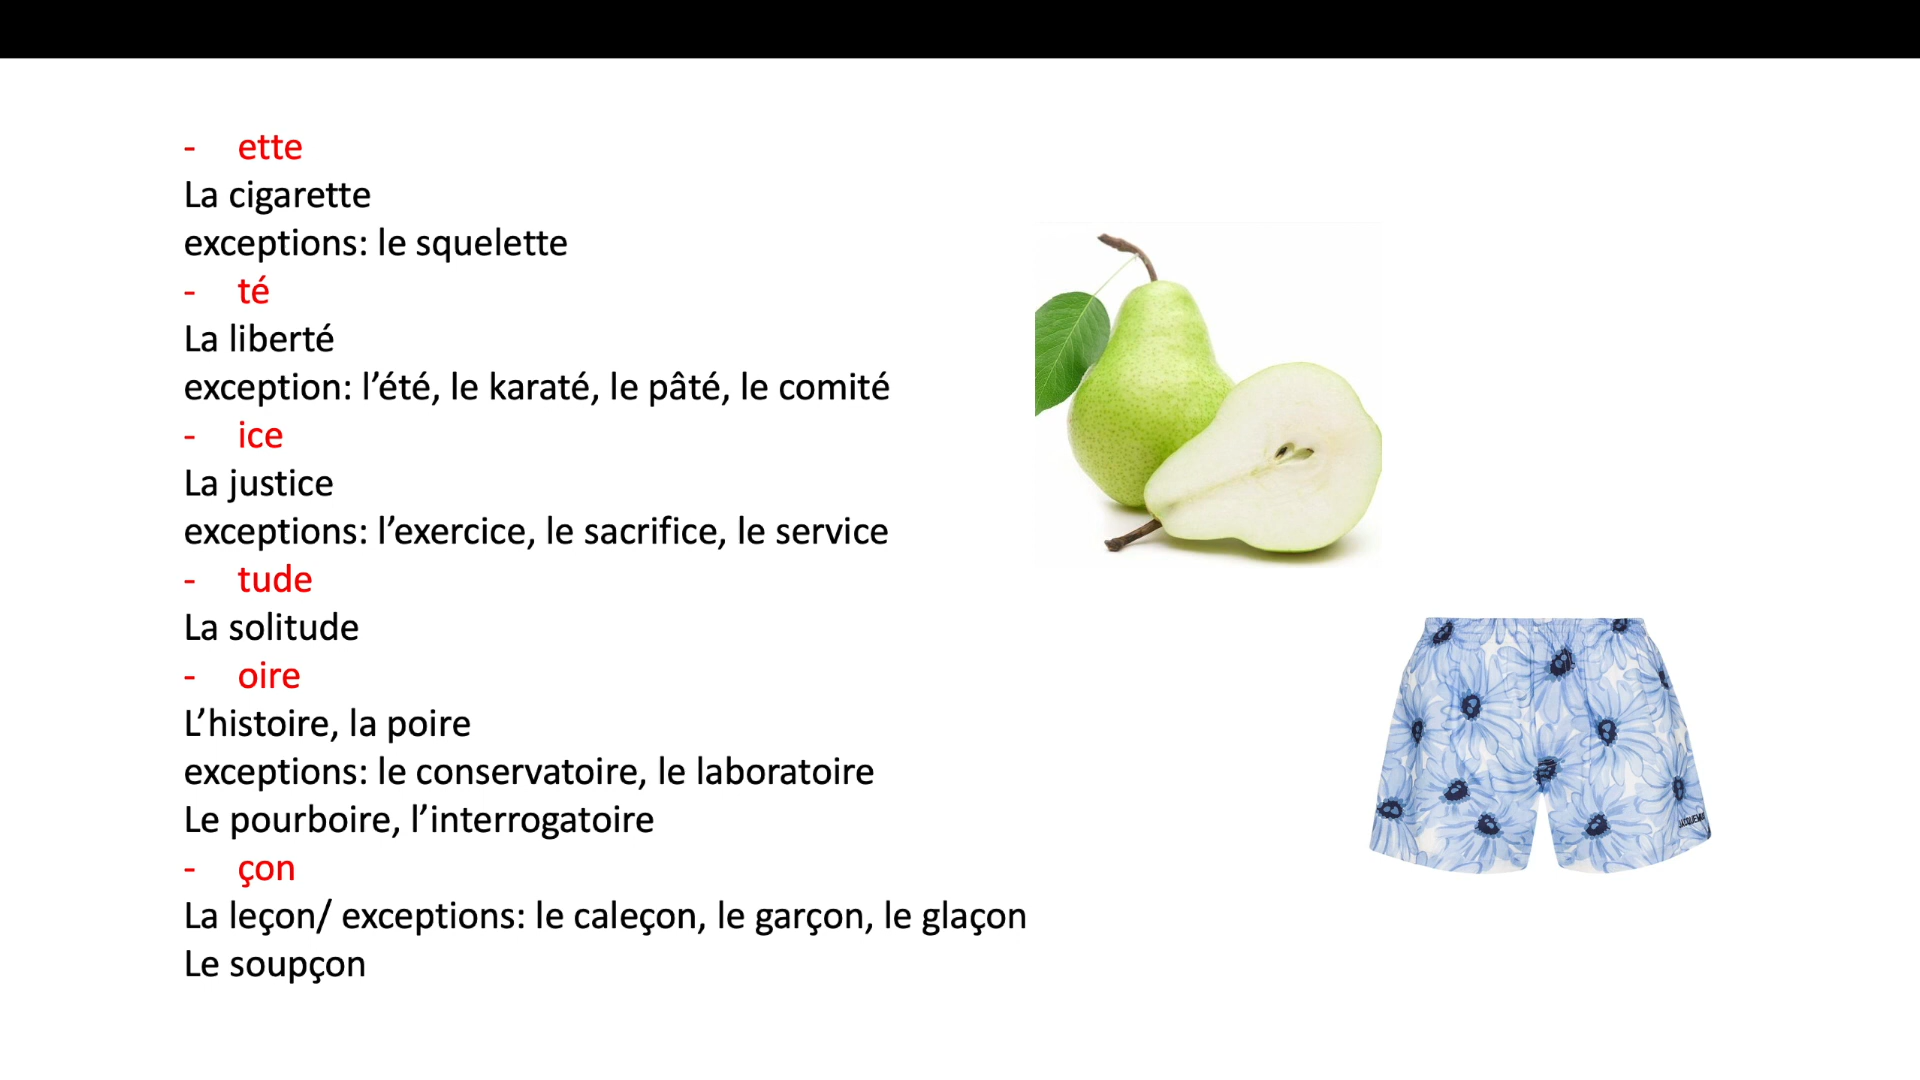 - ette
La cigarette
exceptions: le squelette
- té
La liberté
exception: l’été, le karaté, le pâté, le comité
- ice
La justice
exceptions: l’exercice, le sacrifice, le service
- tude
La solitude
- oire
L’histoire, la poire
exceptions: le conservatoire, le laboratoire
Le pourboire, l’interrogatoire
- çon
La leçon/ exceptions: le caleçon, le garçon, le glaçon
Le soupçon